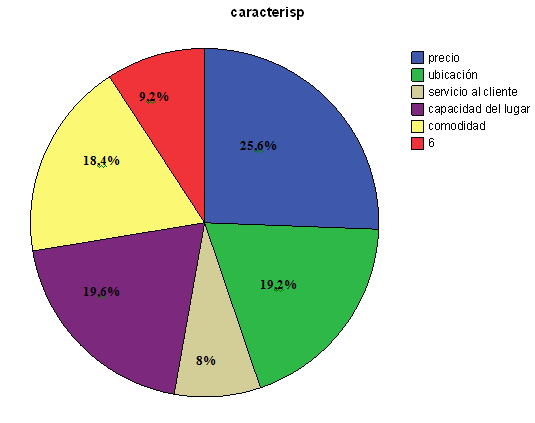 caracterisp
precio
ubicación
servicio al cliente
capacidad del lugar
comodidad
6
9,2%
25,6%
18,4%
19,6%
19,2%
8%